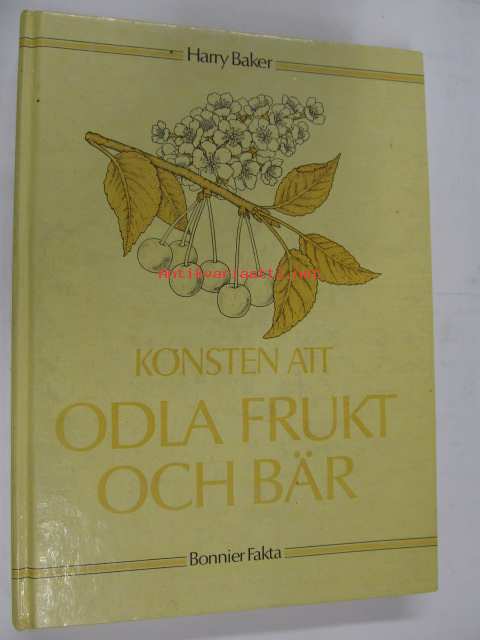 Harry Baker
antikvariaatti.net
KONSTEN ATT
ODLA FRUKT
OCH BÄR
Bonnier Fakta